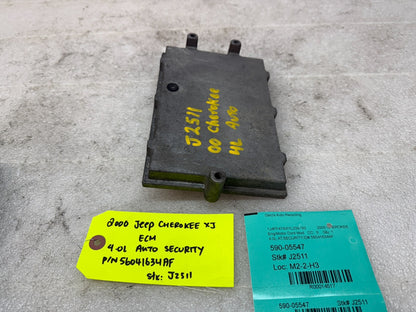 J2511
00 Cherokee
4L AUTO
2000 Jeep CHEROKEE XJ
ECM
4.0L AUTO SECURITY
P/N 56041634AF
stk: J2511
590-05547
Stk# J2511
Loc: M2-2-H3
590-05547
Stk# J2511